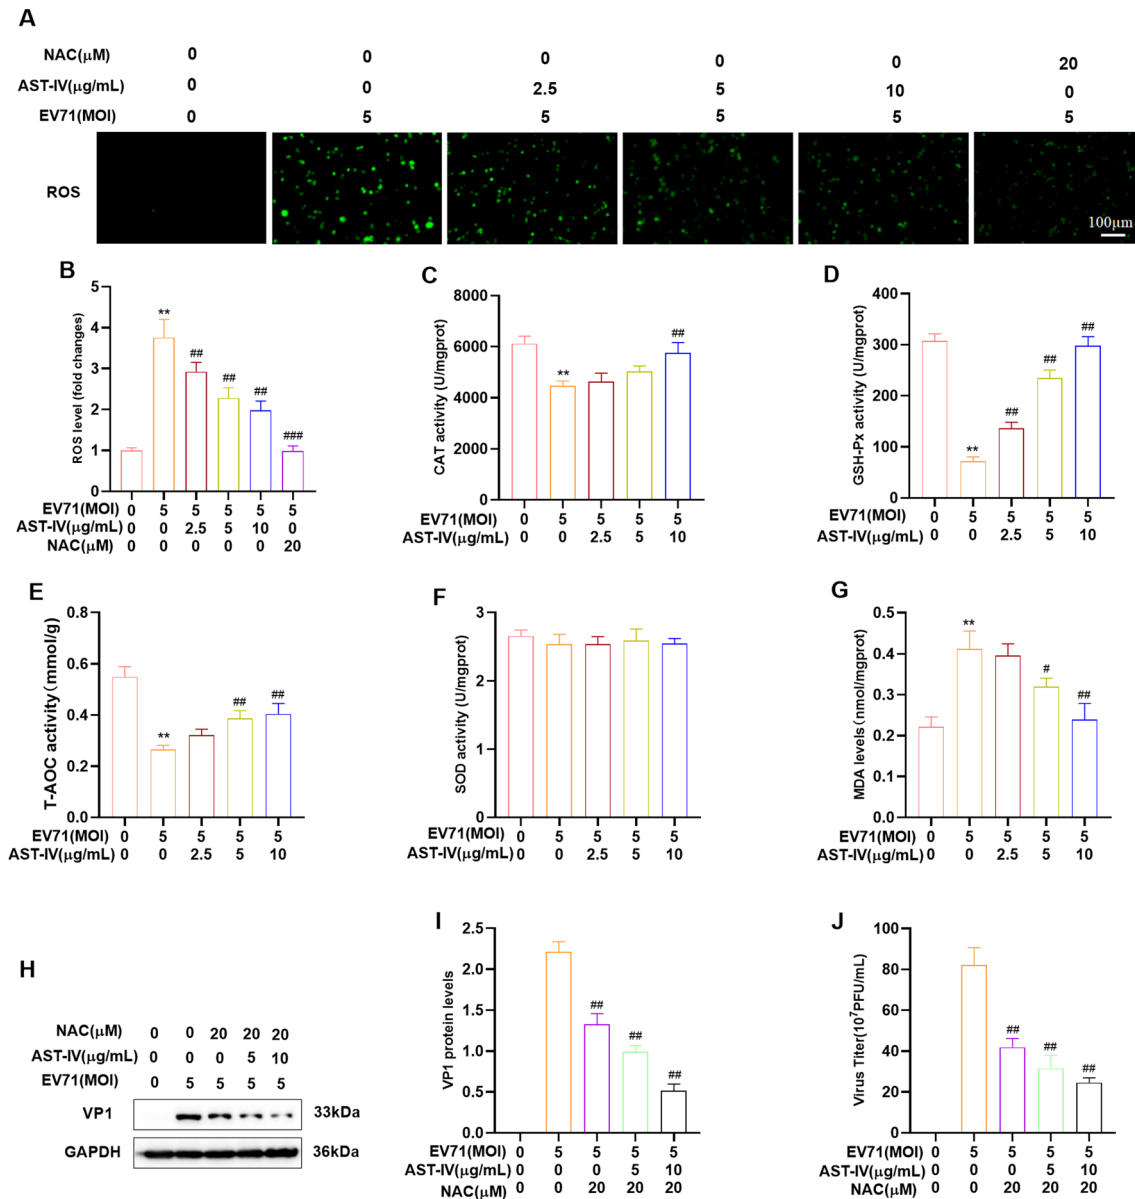 A
NAC(μM) 0 0 0 0 0 20
AST-IV(μg/mL) 0 0 2.5 5 10 0
EV71(MOI) 0 5 5 5 5 5
ROS
100μm
B
ROS level (fold changes)
5
4
3
2
1
0
**
##
##
##
###
EV71(MOI) 0 5 5 5 5 5
AST-IV(μg/mL) 0 0 2.5 5 10 0
NAC(μM) 0 0 0 0 0 20
C
CAT activity (U/mgprot)
8000
6000
4000
2000
0
**
##
EV71(MOI) 0 5 5 5 5
AST-IV(μg/mL) 0 0 2.5 5 10
D
GSH-Px activity (U/mgprot)
400
300
200
100
0
**
##
##
##
EV71(MOI) 0 5 5 5 5
AST-IV(μg/mL) 0 0 2.5 5 10
E
T-AOC activity (mmol/g)
0.8
0.6
0.4
0.2
0.0
**
##
##
EV71(MOI) 0 5 5 5 5
AST-IV(μg/mL) 0 0 2.5 5 10
F
SOD activity (U/mgprot)
3
2
1
0
EV71(MOI) 0 5 5 5 5
AST-IV(μg/mL) 0 0 2.5 5 10
G
MDA levels (nmol/mgprot)
0.5
0.4
0.3
0.2
0.1
0.0
**
#
##
EV71(MOI) 0 5 5 5 5
AST-IV(μg/mL) 0 0 2.5 5 10
H
NAC(μM) 0 0 20 20 20
AST-IV(μg/mL) 0 0 0 5 10
EV71(MOI) 0 5 5 5 5
VP1 33kDa
GAPDH 36kDa
I
VP1 protein levels
2.5
2.0
1.5
1.0
0.5
0.0
##
##
##
EV71(MOI) 0 5 5 5 5
AST-IV(μg/mL) 0 0 0 5 10
NAC(μM) 0 0 20 20 20
J
Virus Titer(10⁷PFU/mL)
100
80
60
40
20
0
##
##
##
EV71(MOI) 0 5 5 5 5
AST-IV(μg/mL) 0 0 0 5 10
NAC(μM) 0 0 20 20 20